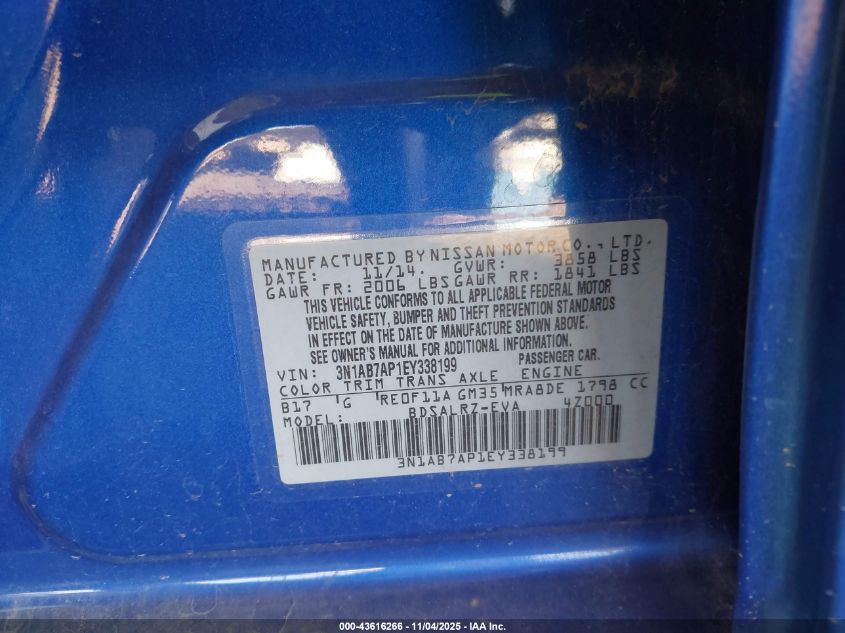 MANUFACTURED BY NISSAN MOTOR CO., LTD.
DATE: 11/14. GVWR: 3858 LBS
GAWR FR: 2006 LBS GAWR RR: 1841 LBS
THIS VEHICLE CONFORMS TO ALL APPLICABLE FEDERAL MOTOR
VEHICLE SAFETY, BUMPER AND THEFT PREVENTION STANDARDS
IN EFFECT ON THE DATE OF MANUFACTURE SHOWN ABOVE.
SEE OWNER'S MANUAL FOR ADDITIONAL INFORMATION.
VIN: 3N1AB7AP1EY338199 PASSENGER CAR.
COLOR TRIM TRANS AXLE ENGINE
B17 'G 'RE0F11A GM35 'MRA8DE 1798 CC
MODEL: BDSALRZ-EVA 4Z000
3N1AB7AP1EY338199
000-43616266 - 11/04/2025 - IAA Inc.